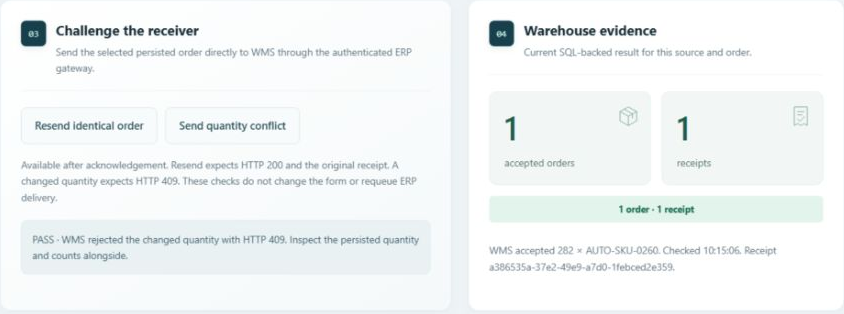 03
Challenge the receiver
Send the selected persisted order directly to WMS through the authenticated ERP
gateway.
Resend identical order
Send quantity conflict
Available after acknowledgement. Resend expects HTTP 200 and the original receipt. A
changed quantity expects HTTP 409. These checks do not change the form or requeue ERP
delivery.
PASS · WMS rejected the changed quantity with HTTP 409. Inspect the persisted quantity
and counts alongside.
04
Warehouse evidence
Current SQL-backed result for this source and order.
1
accepted orders
1
receipts
1 order · 1 receipt
WMS accepted 282 × AUTO-SKU-0260. Checked 10:15:06. Receipt
a386535a-37e2-49e9-a7d0-1febced2e359.